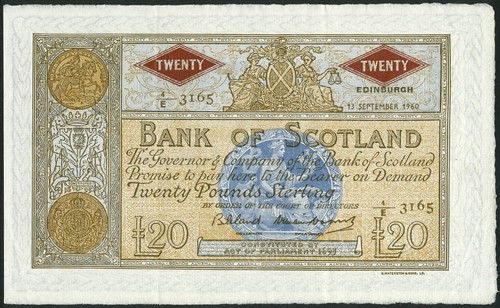 TWENTY
TWENTY
4/E 3165
EDINBURGH
13 SEPTEMBER 1960
BANK OF SCOTLAND
The Governor & Company of the Bank of Scotland
Promise to pay here to the Bearer on Demand
Twenty Pounds Sterling
BY ORDER OF THE COURT OF DIRECTORS
4/E 3165
£20
£20
CONSTITUTED BY
ACT OF PARLIAMENT 1695